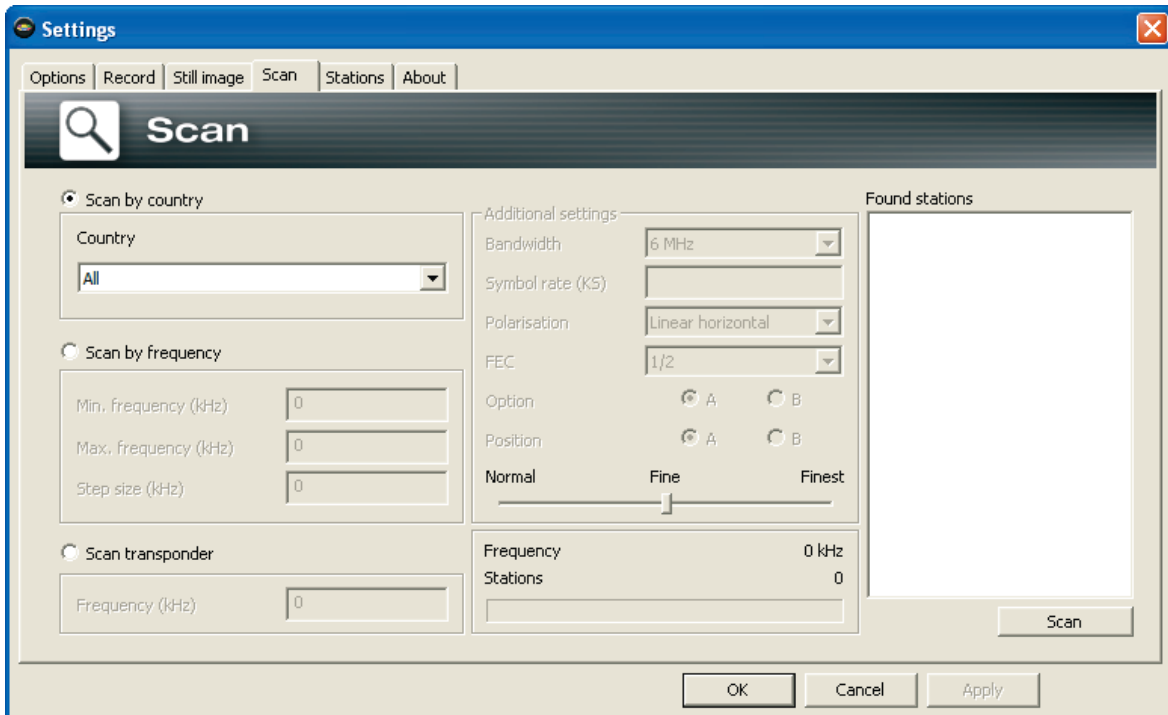 Settings
Options Record Still image Scan Stations About
Scan
Scan by country
Country
All
Scan by frequency
Min. frequency (kHz) 0
Max. frequency (kHz) 0
Step size (kHz) 0
Scan transponder
Frequency (kHz) 0
Additional settings
Bandwidth 6 MHz
Symbol rate (KS)
Polarisation Linear horizontal
FEC 1/2
Option A B
Position A B
Normal Fine Finest
Frequency 0 kHz
Stations 0
Found stations
Scan
OK Cancel Apply